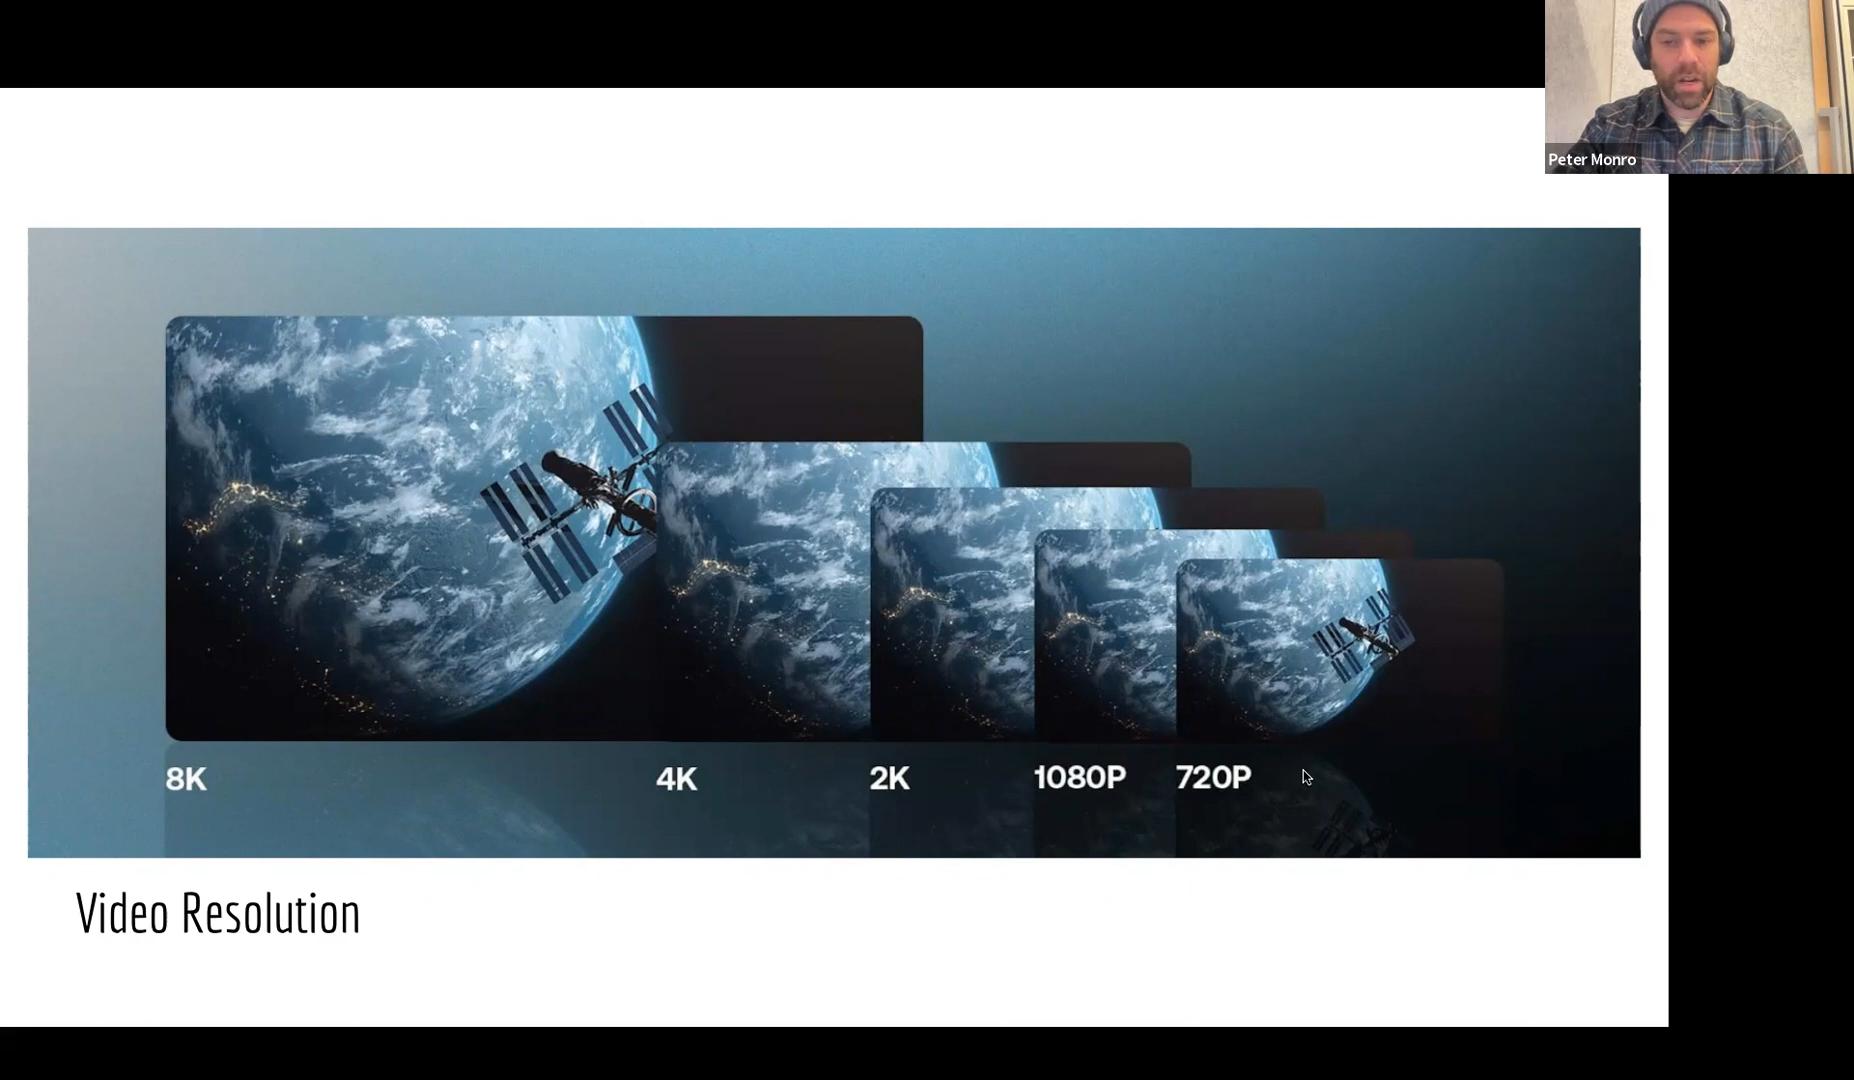 Peter Monro
8K
4K
2K
1080P
720P
Video Resolution